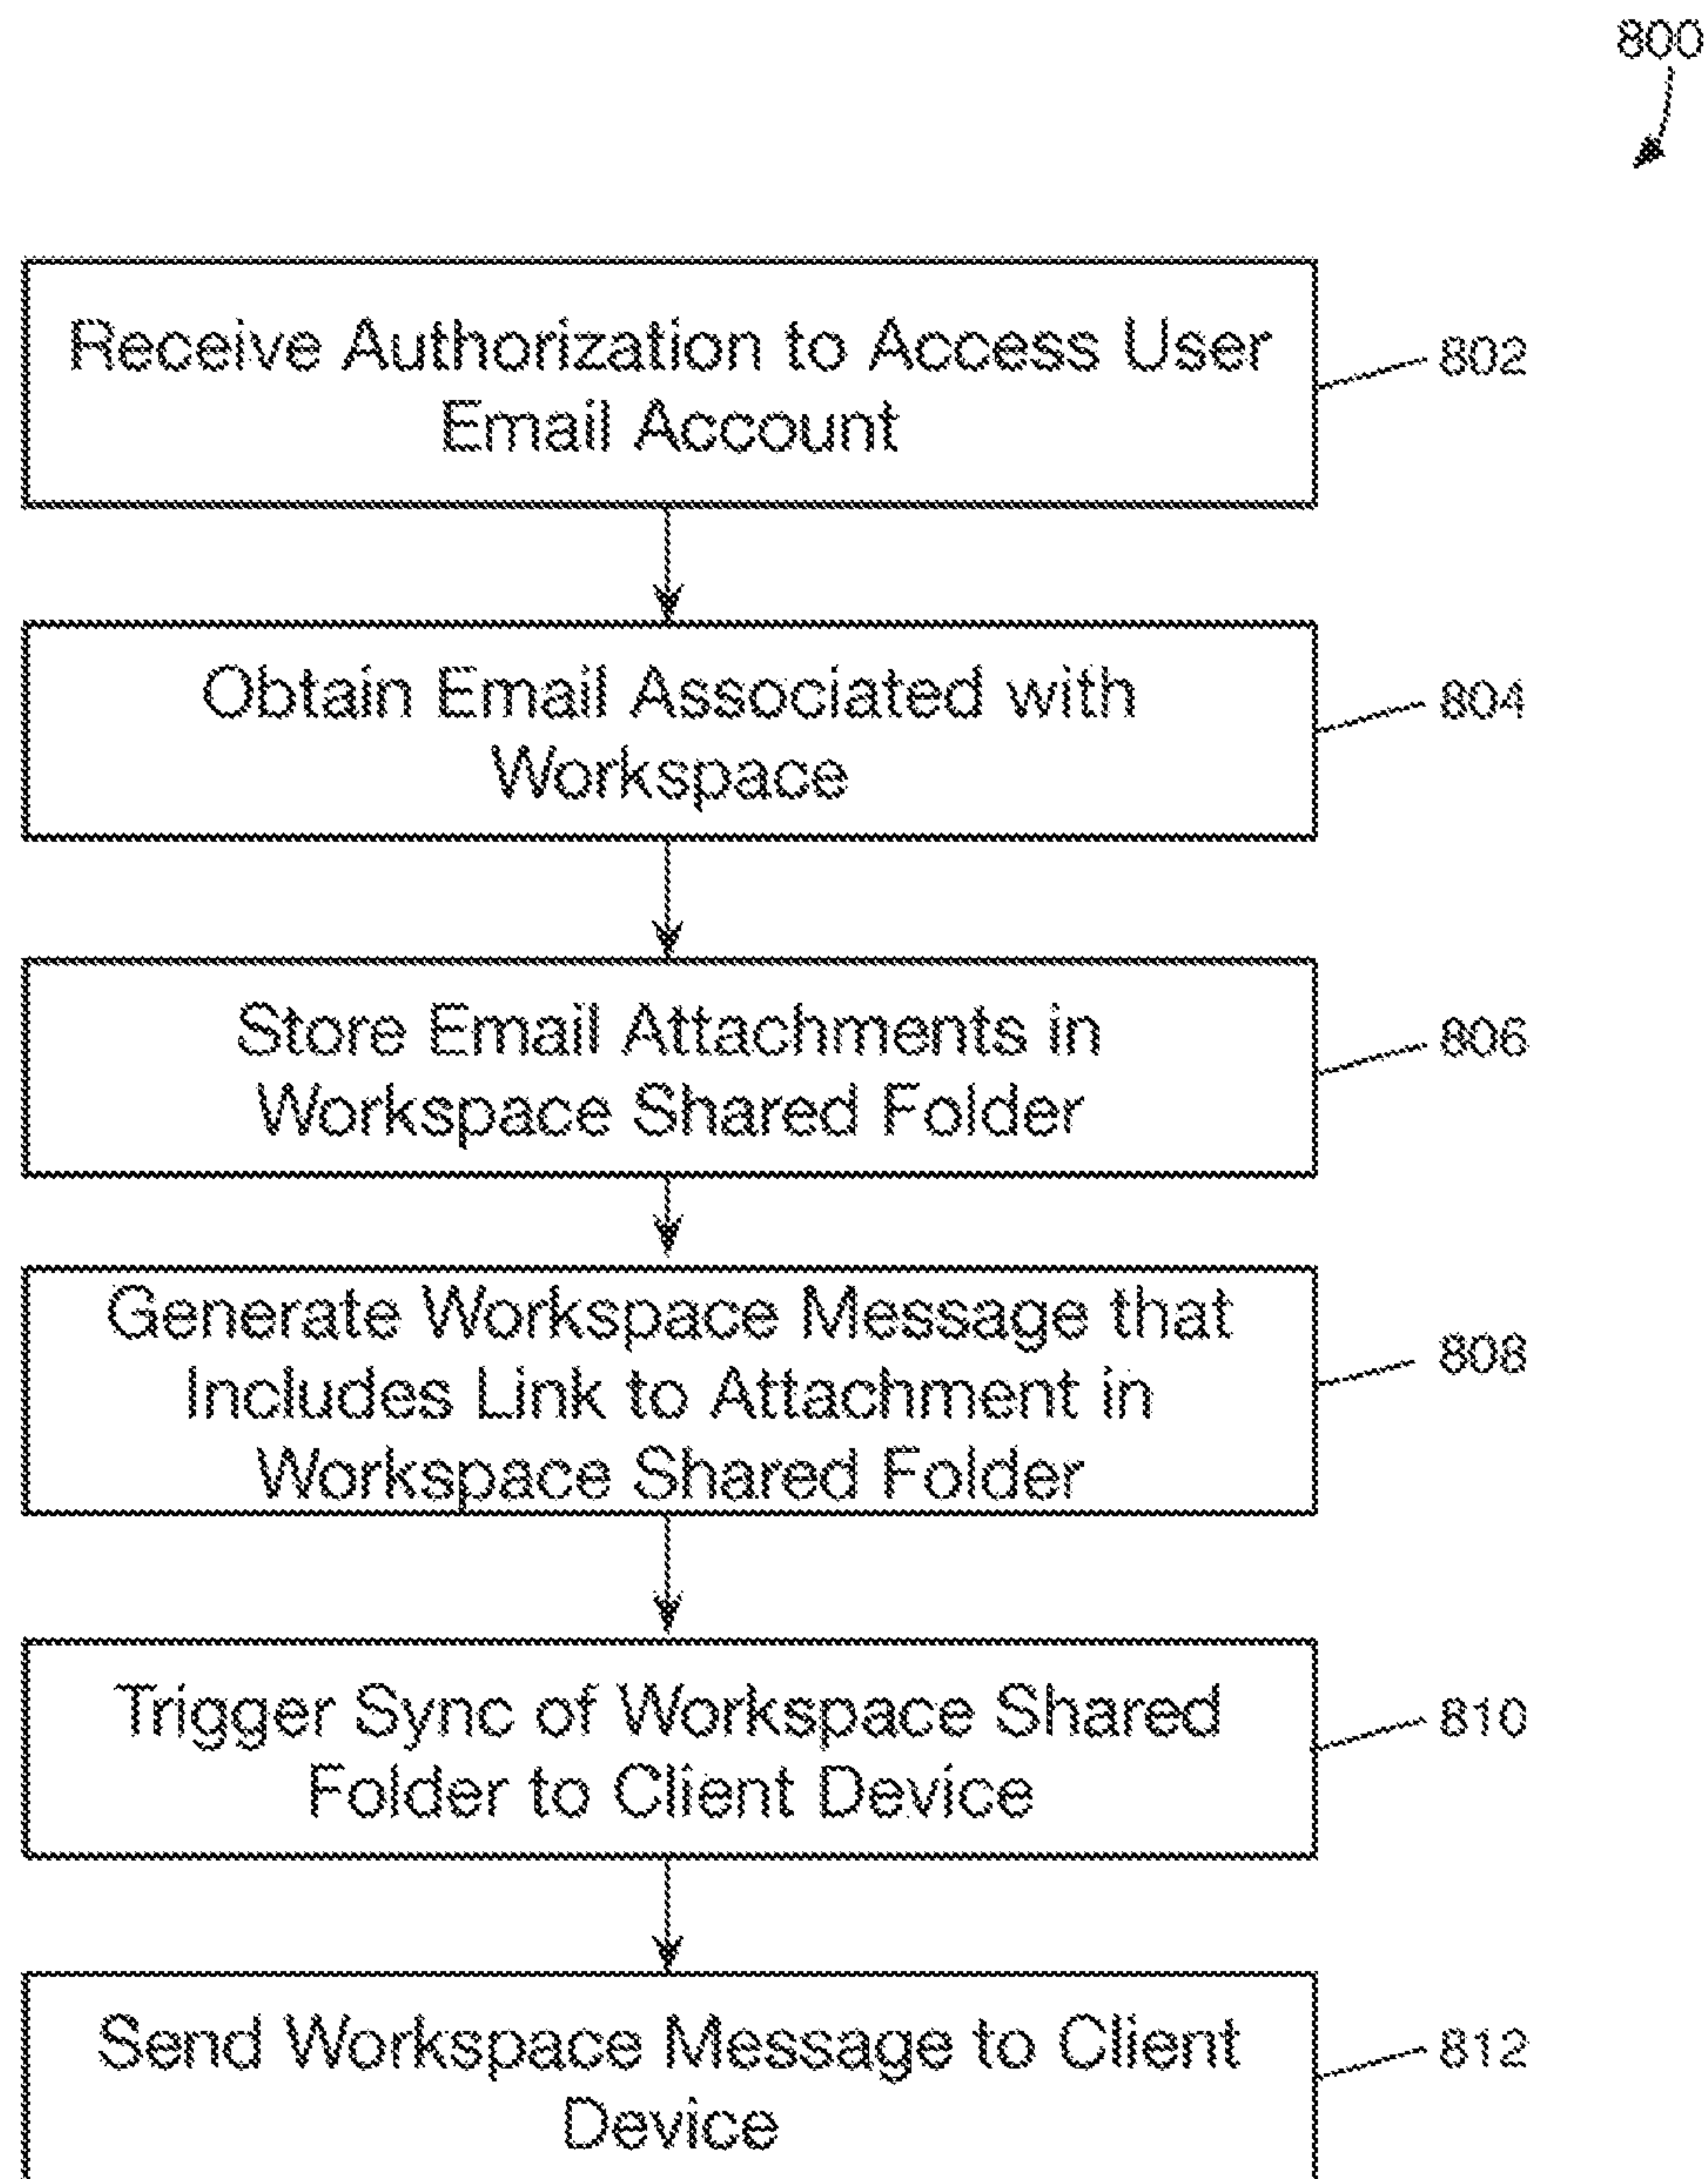 800
Receive Authorization to Access User
Email Account
802
Obtain Email Associated with
Workspace
804
Store Email Attachments in
Workspace Shared Folder
806
Generate Workspace Message that
Includes Link to Attachment in
Workspace Shared Folder
808
Trigger Sync of Workspace Shared
Folder to Client Device
810
Send Workspace Message to Client
Device
812